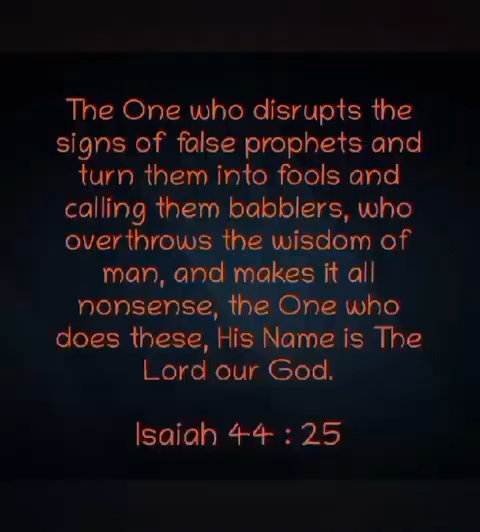 The One who disrupts the
signs of false prophets and
turn them into fools and
calling them babblers, who
overthrows the wisdom of
man, and makes it all
nonsense, the One who
does these, His Name is The
Lord our God.
Isaiah 44 : 25